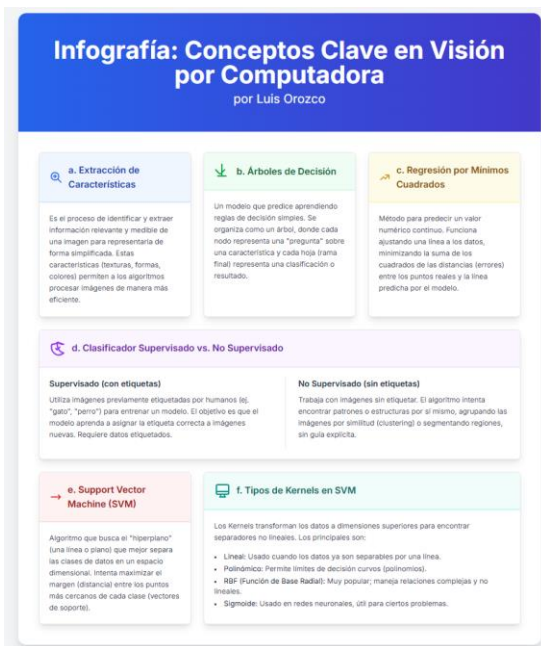 Infografía: Conceptos Clave en Visión
por Computadora
por Luis Orozco
a. Extracción de
Características
Es el proceso de identificar y extraer
información relevante y medible de
una imagen para representarla de
forma simplificada. Estas
características (texturas, formas,
colores) permiten a los algoritmos
procesar imágenes de manera más
eficiente.
b. Árboles de Decisión
Un modelo que predice aprendiendo
reglas de decisión simples. Se
organiza como un árbol, donde cada
nodo representa una "pregunta" sobre
una característica y cada hoja (rama
final) representa una clasificación o
resultado.
c. Regresión por Mínimos
Cuadrados
Método para predecir un valor
numérico continuo. Funciona
ajustando una línea a los datos,
minimizando la suma de los
cuadrados de las distancias (errores)
entre los puntos reales y la línea
predicha por el modelo.
d. Clasificador Supervisado vs. No Supervisado
Supervisado (con etiquetas)
Utiliza imágenes previamente etiquetadas por humanos (ej.
"gato", "perro") para entrenar un modelo. El objetivo es que el
modelo aprenda a asignar la etiqueta correcta a imágenes
nuevas. Requiere datos etiquetados.
No Supervisado (sin etiquetas)
Trabaja con imágenes sin etiquetar. El algoritmo intenta
encontrar patrones o estructuras por sí mismo, agrupando las
imágenes por similitud (clustering) o segmentando regiones,
sin guía explícita.
e. Support Vector
Machine (SVM)
Algoritmo que busca el "hiperplano"
(una línea o plano) que mejor separa
las clases de datos en un espacio
dimensional. Intenta maximizar el
margen (distancia) entre los puntos
más cercanos de cada clase (vectores
de soporte).
f. Tipos de Kernels en SVM
Los Kernels transforman los datos a dimensiones superiores para encontrar
separadores no lineales. Los principales son:
• Lineal: Usado cuando los datos ya son separables por una línea.
• Polinómico: Permite límites de decisión curvos (polinomios).
• RBF (Función de Base Radial): Muy popular; maneja relaciones complejas y no
lineales.
• Sigmoide: Usado en redes neuronales, útil para ciertos problemas.